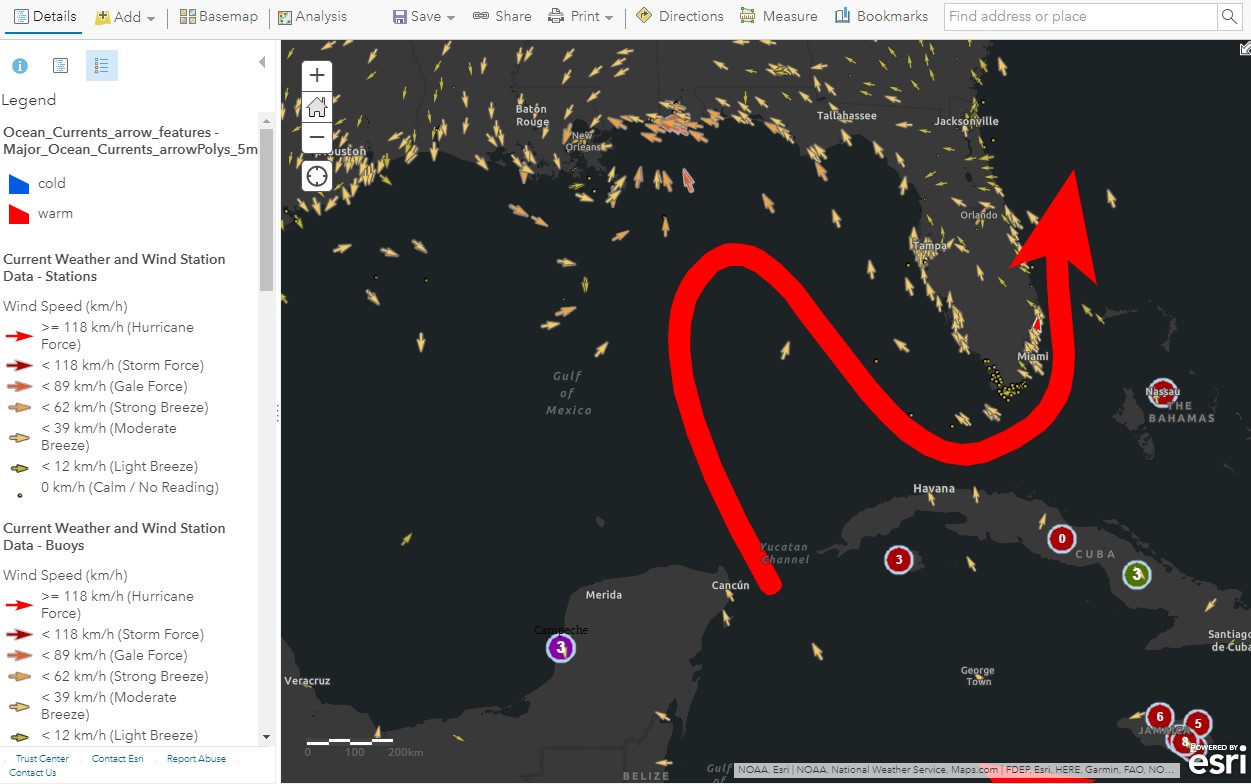 Details
Add
Basemap
Analysis
Save
Share
Print
Directions
Measure
Bookmarks
Find address or place
Legend
Ocean_Currents_arrow_features -
Major_Ocean_Currents_arrowPolys_5m
cold
warm
Current Weather and Wind Station
Data - Stations
Wind Speed (km/h)
>= 118 km/h (Hurricane
Force)
< 118 km/h (Storm Force)
< 89 km/h (Gale Force)
< 62 km/h (Strong Breeze)
< 39 km/h (Moderate
Breeze)
< 12 km/h (Light Breeze)
0 km/h (Calm / No Reading)
Current Weather and Wind Station
Data - Buoys
Wind Speed (km/h)
>= 118 km/h (Hurricane
Force)
< 118 km/h (Storm Force)
< 89 km/h (Gale Force)
< 62 km/h (Strong Breeze)
< 39 km/h (Moderate
Breeze)
< 12 km/h (Light Breeze)
Trust Center
Contact Esri
Report Abuse
Contact Us
+
−
Baton
Rouge
New
Orleans
Tallahassee
Jacksonville
Orlando
Tampa
Miami
Gulf
of
Mexico
Nassau
THE
BAHAMAS
Havana
Yucatan
Channel
0
3
CUBA
3
Cancún
Merida
Campeche
3
Santiago
de Cuba
Veracruz
George
Town
6
5
JAMAICA
8
0
100
200km
BELIZE
Gulf
of
NOAA, Esri | NOAA, National Weather Service, Maps.com | FDEP, Esri, HERE, Garmin, FAO, NO...
POWERED BY
esri